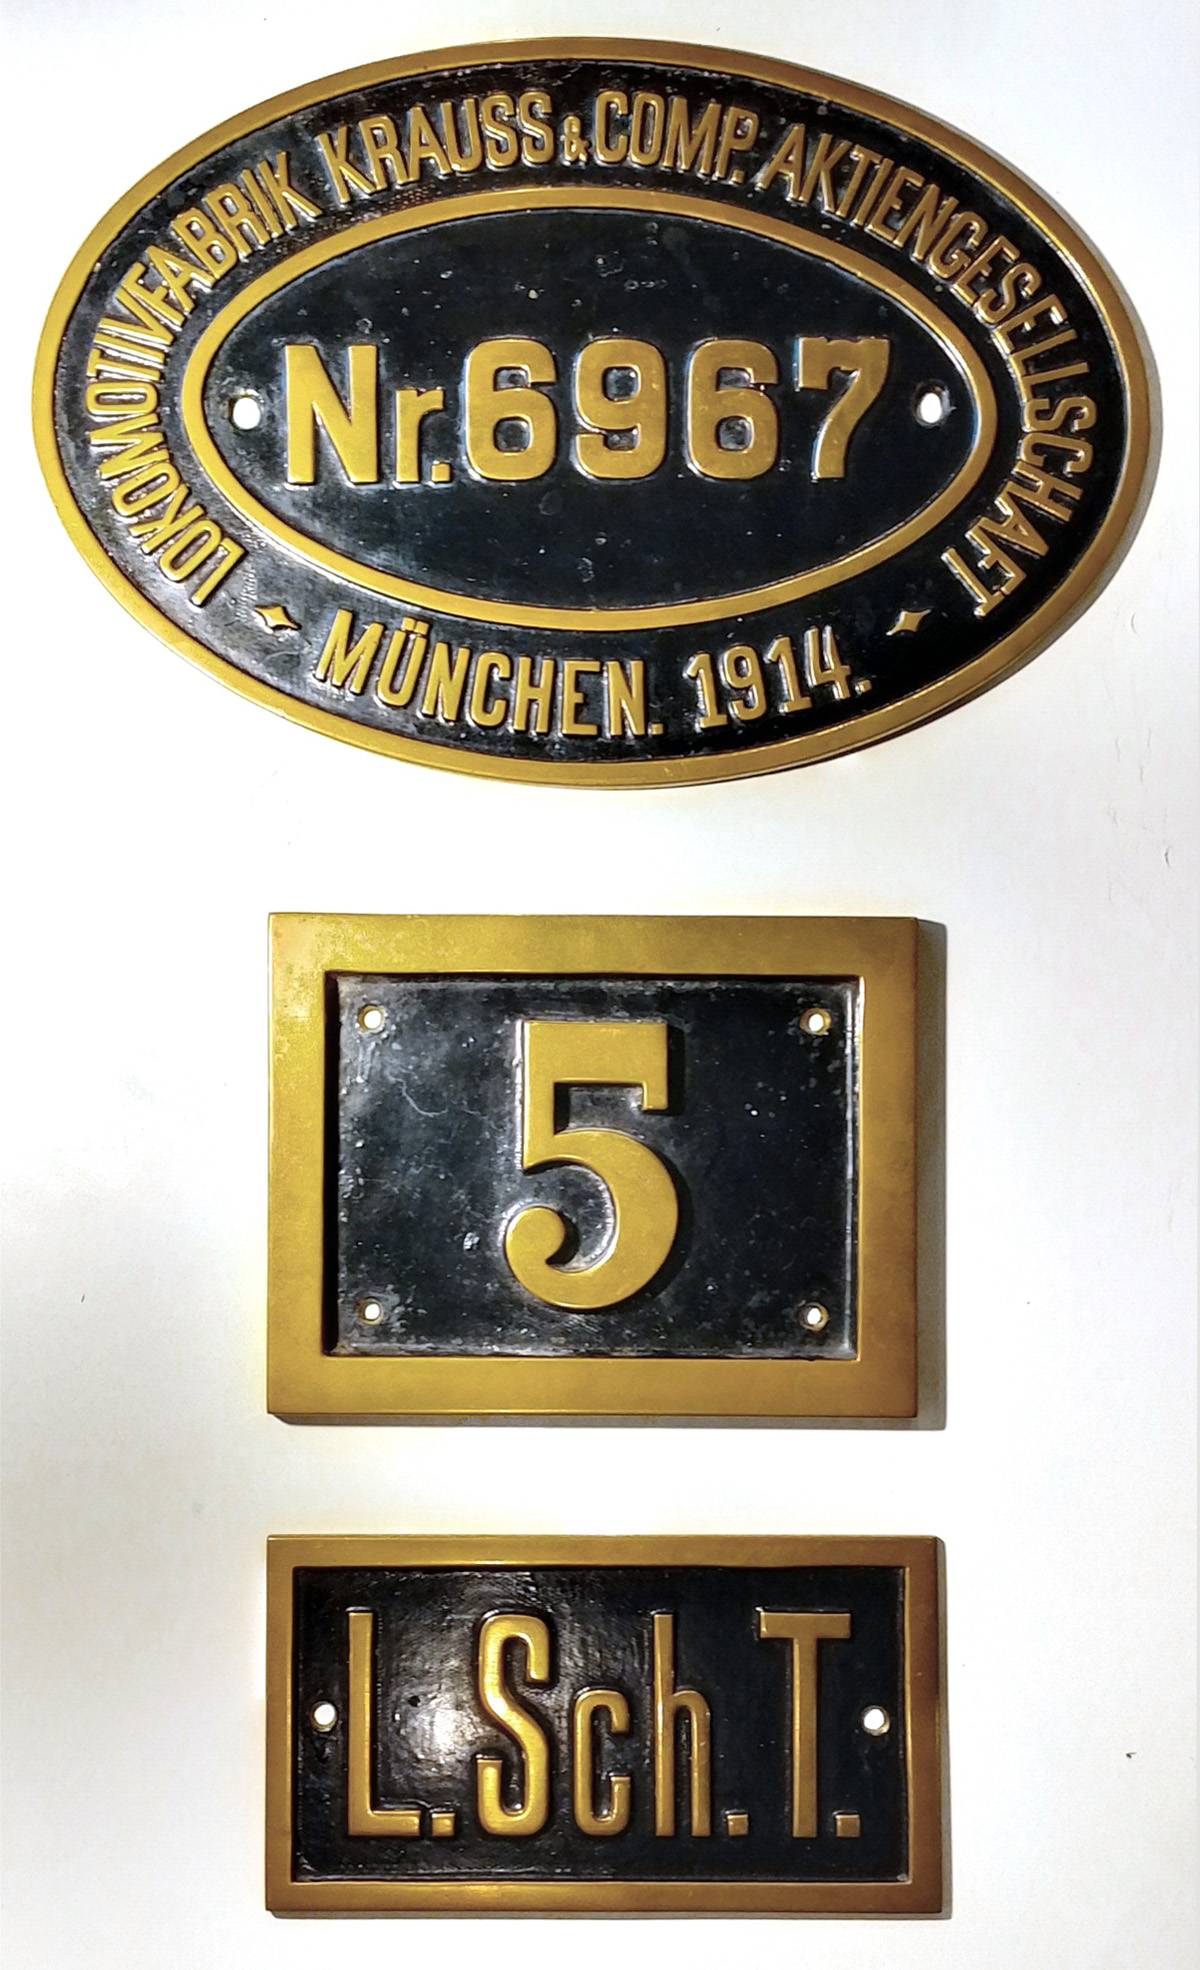 LOKOMOTIVFABRIK KRAUSS & COMP. AKTIENGESELLSCHAFT
Nr. 6967
MÜNCHEN. 1914.
5
L.Sch.T.